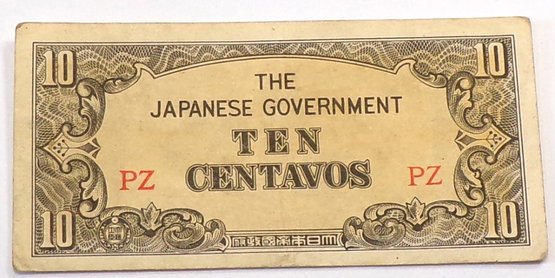 10 10
THE
JAPANESE GOVERNMENT
TEN
PZ CENTAVOS PZ
10 10